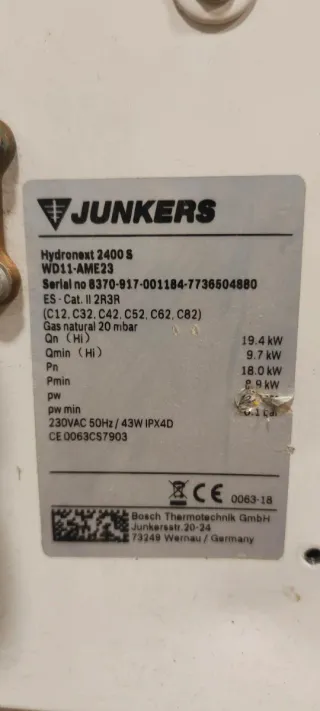 JUNKERS
Hydronext 2400 S
WD11-AME23
Serial no 8370-917-001184-7736504880
ES - Cat. II 2R3R
(C12, C32, C42, C52, C62, C82)
Gas natural 20 mbar
Qn (Hi) 19.4 kW
Qmin (Hi) 9.7 kW
Pn 18.0 kW
Pmin 8.9 kW
pw
pw min
230VAC 50Hz / 43W IPX4D
CE 0063CS7903
CE 0063-18
Bosch Thermotechnik GmbH
Junkersstr. 20-24
73249 Wernau / Germany